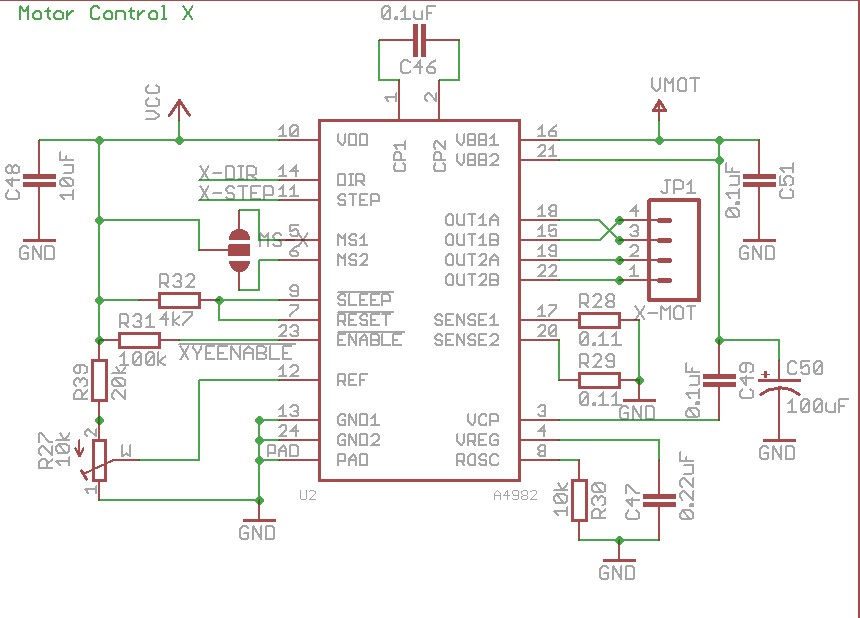 Motor Control X
0.1uF
C46
1
2
VCC
VMOT
10
VDD
CP1
CP2
VBB1
16
VBB2
21
C48
10uF
GND
X-DIR
14
DIR
X-STEP
11
STEP
0.1uF
C51
GND
JP1
OUT1A
18
4
OUT1B
15
3
OUT2A
19
2
OUT2B
22
1
X-MOT
5
MS1
6
MS2
R32
4k7
9
SLEEP
7
RESET
R31
100k
23
ENABLE
XYEENABLE
SENSE1
17
R28
0.11
SENSE2
20
R29
0.11
GND
R39
20k
12
REF
0.1uF
C49
C50
100uF
GND
R27
10k
2
W
1
13
GND1
24
GND2
PAD
PAD
VCP
3
VREG
4
ROSC
8
U2
A4982
GND
10k
R30
C47
0.22uF
GND